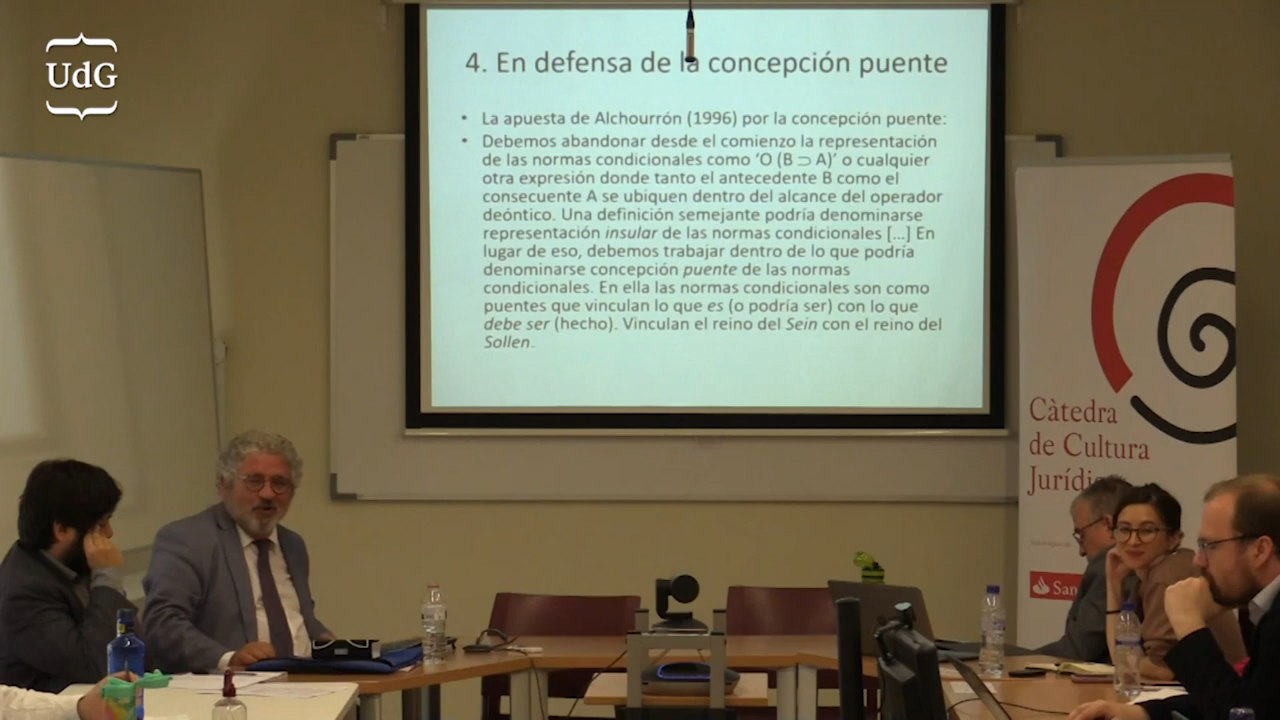 UdG
4. En defensa de la concepción puente
• La apuesta de Alchourrón (1996) por la concepción puente:
• Debemos abandonar desde el comienzo la representación
de las normas condicionales como ‘O (B ⊃ A)’ o cualquier
otra expresión donde tanto el antecedente B como el
consecuente A se ubiquen dentro del alcance del operador
deóntico. Una definición semejante podría denominarse
representación insular de las normas condicionales [...] En
lugar de eso, debemos trabajar dentro de lo que podría
denominarse concepción puente de las normas
condicionales. En ella las normas condicionales son como
puentes que vinculan lo que es (o podría ser) con lo que
debe ser (hecho). Vinculan el reino del Sein con el reino del
Sollen.
Càtedra
de Cultura
Jurídi
San